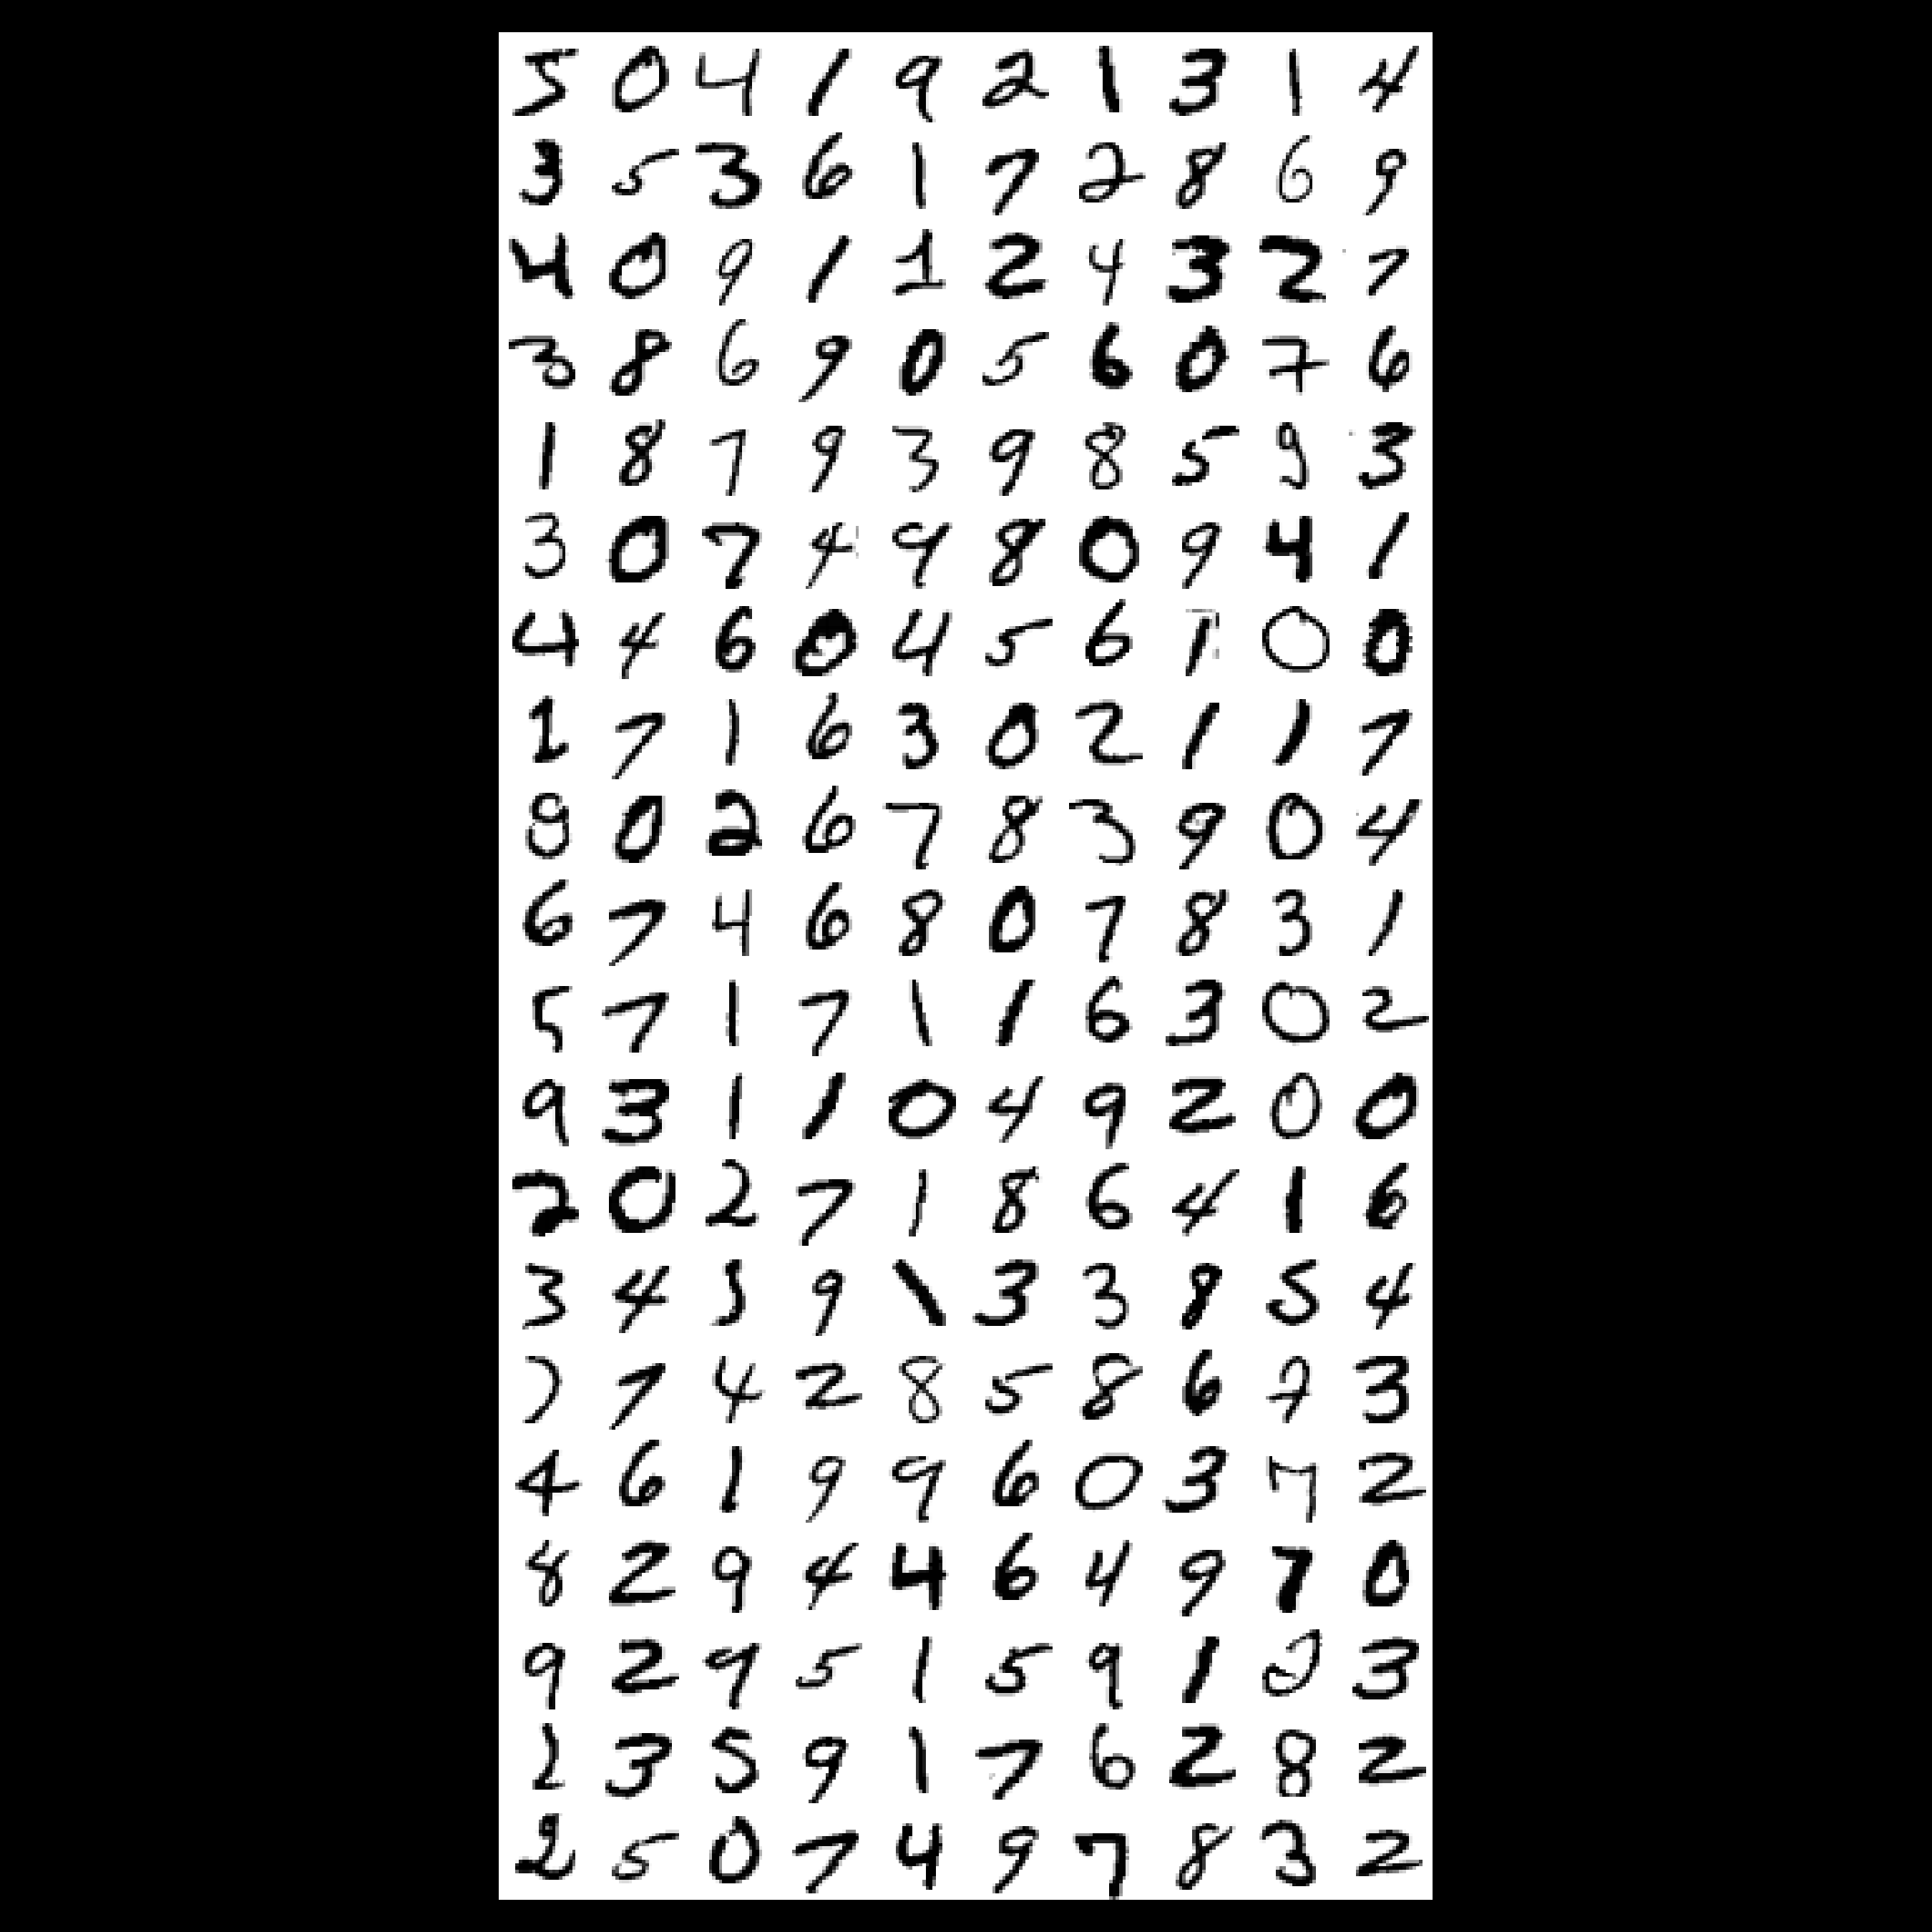 5 0 4 1 9 2 1 3 1 4
3 5 3 6 1 7 2 8 6 9
4 0 9 1 1 2 4 3 2 7
3 8 6 9 0 5 6 0 7 6
1 8 7 9 3 9 8 5 9 3
3 0 7 4 9 8 0 9 4 1
4 4 6 0 4 5 6 1 0 0
1 7 1 6 3 0 2 1 1 7
8 0 2 6 7 8 3 9 0 4
6 7 4 6 8 0 7 8 3 1
5 7 1 7 1 1 6 3 0 2
9 3 1 1 0 4 9 2 0 0
2 0 2 7 1 8 6 4 1 6
3 4 3 9 1 3 3 8 5 4
7 7 4 2 8 5 8 6 7 3
4 6 1 9 9 6 0 3 7 2
8 2 9 4 4 6 4 9 7 0
9 2 9 5 1 5 9 1 2 3
2 3 5 9 1 7 6 2 8 2
2 5 0 7 4 9 7 8 3 2